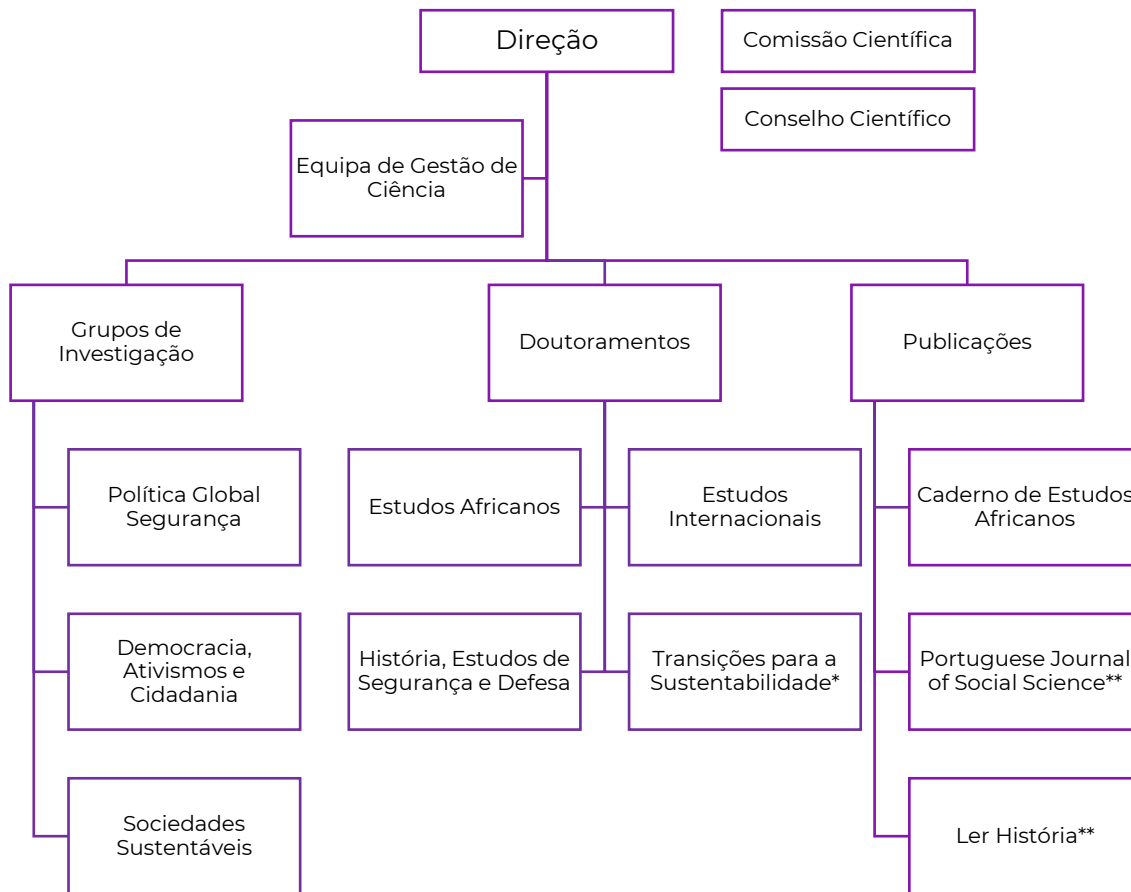 Direção
Comissão Científica
Conselho Científico
Equipa de Gestão de
Ciência
Grupos de
Investigação
Doutoramentos
Publicações
Política Global
Segurança
Estudos Africanos
Estudos
Internacionais
Caderno de Estudos
Africanos
Democracia,
Ativismos e
Cidadania
História, Estudos de
Segurança e Defesa
Transições para a
Sustentabilidade*
Portuguese Journal
of Social Science**
Sociedades
Sustentáveis
Ler História**